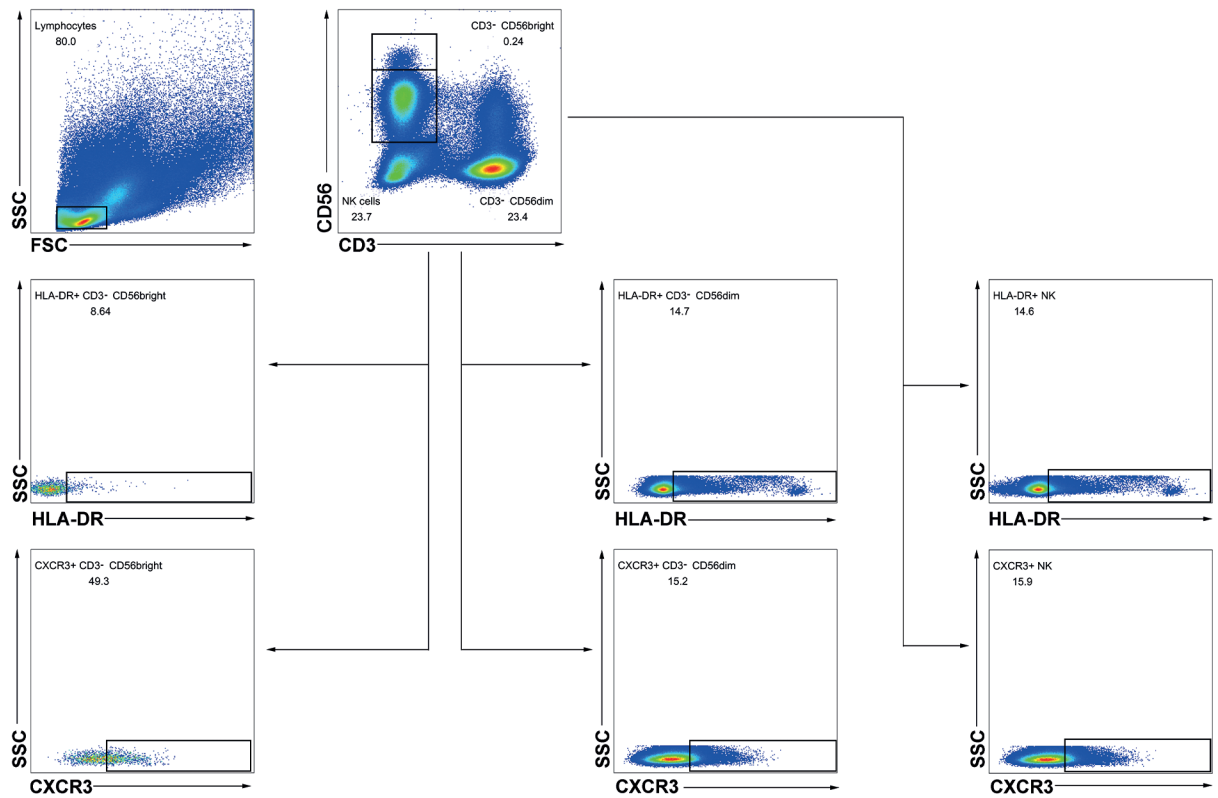 Lymphocytes
80.0
SSC
FSC
CD3- CD56bright
0.24
NK cells
23.7
CD3- CD56dim
23.4
CD56
CD3
HLA-DR+ CD3- CD56bright
8.64
SSC
HLA-DR
HLA-DR+ CD3- CD56dim
14.7
SSC
HLA-DR
HLA-DR+ NK
14.6
SSC
HLA-DR
CXCR3+ CD3- CD56bright
49.3
SSC
CXCR3
CXCR3+ CD3- CD56dim
15.2
SSC
CXCR3
CXCR3+ NK
15.9
SSC
CXCR3